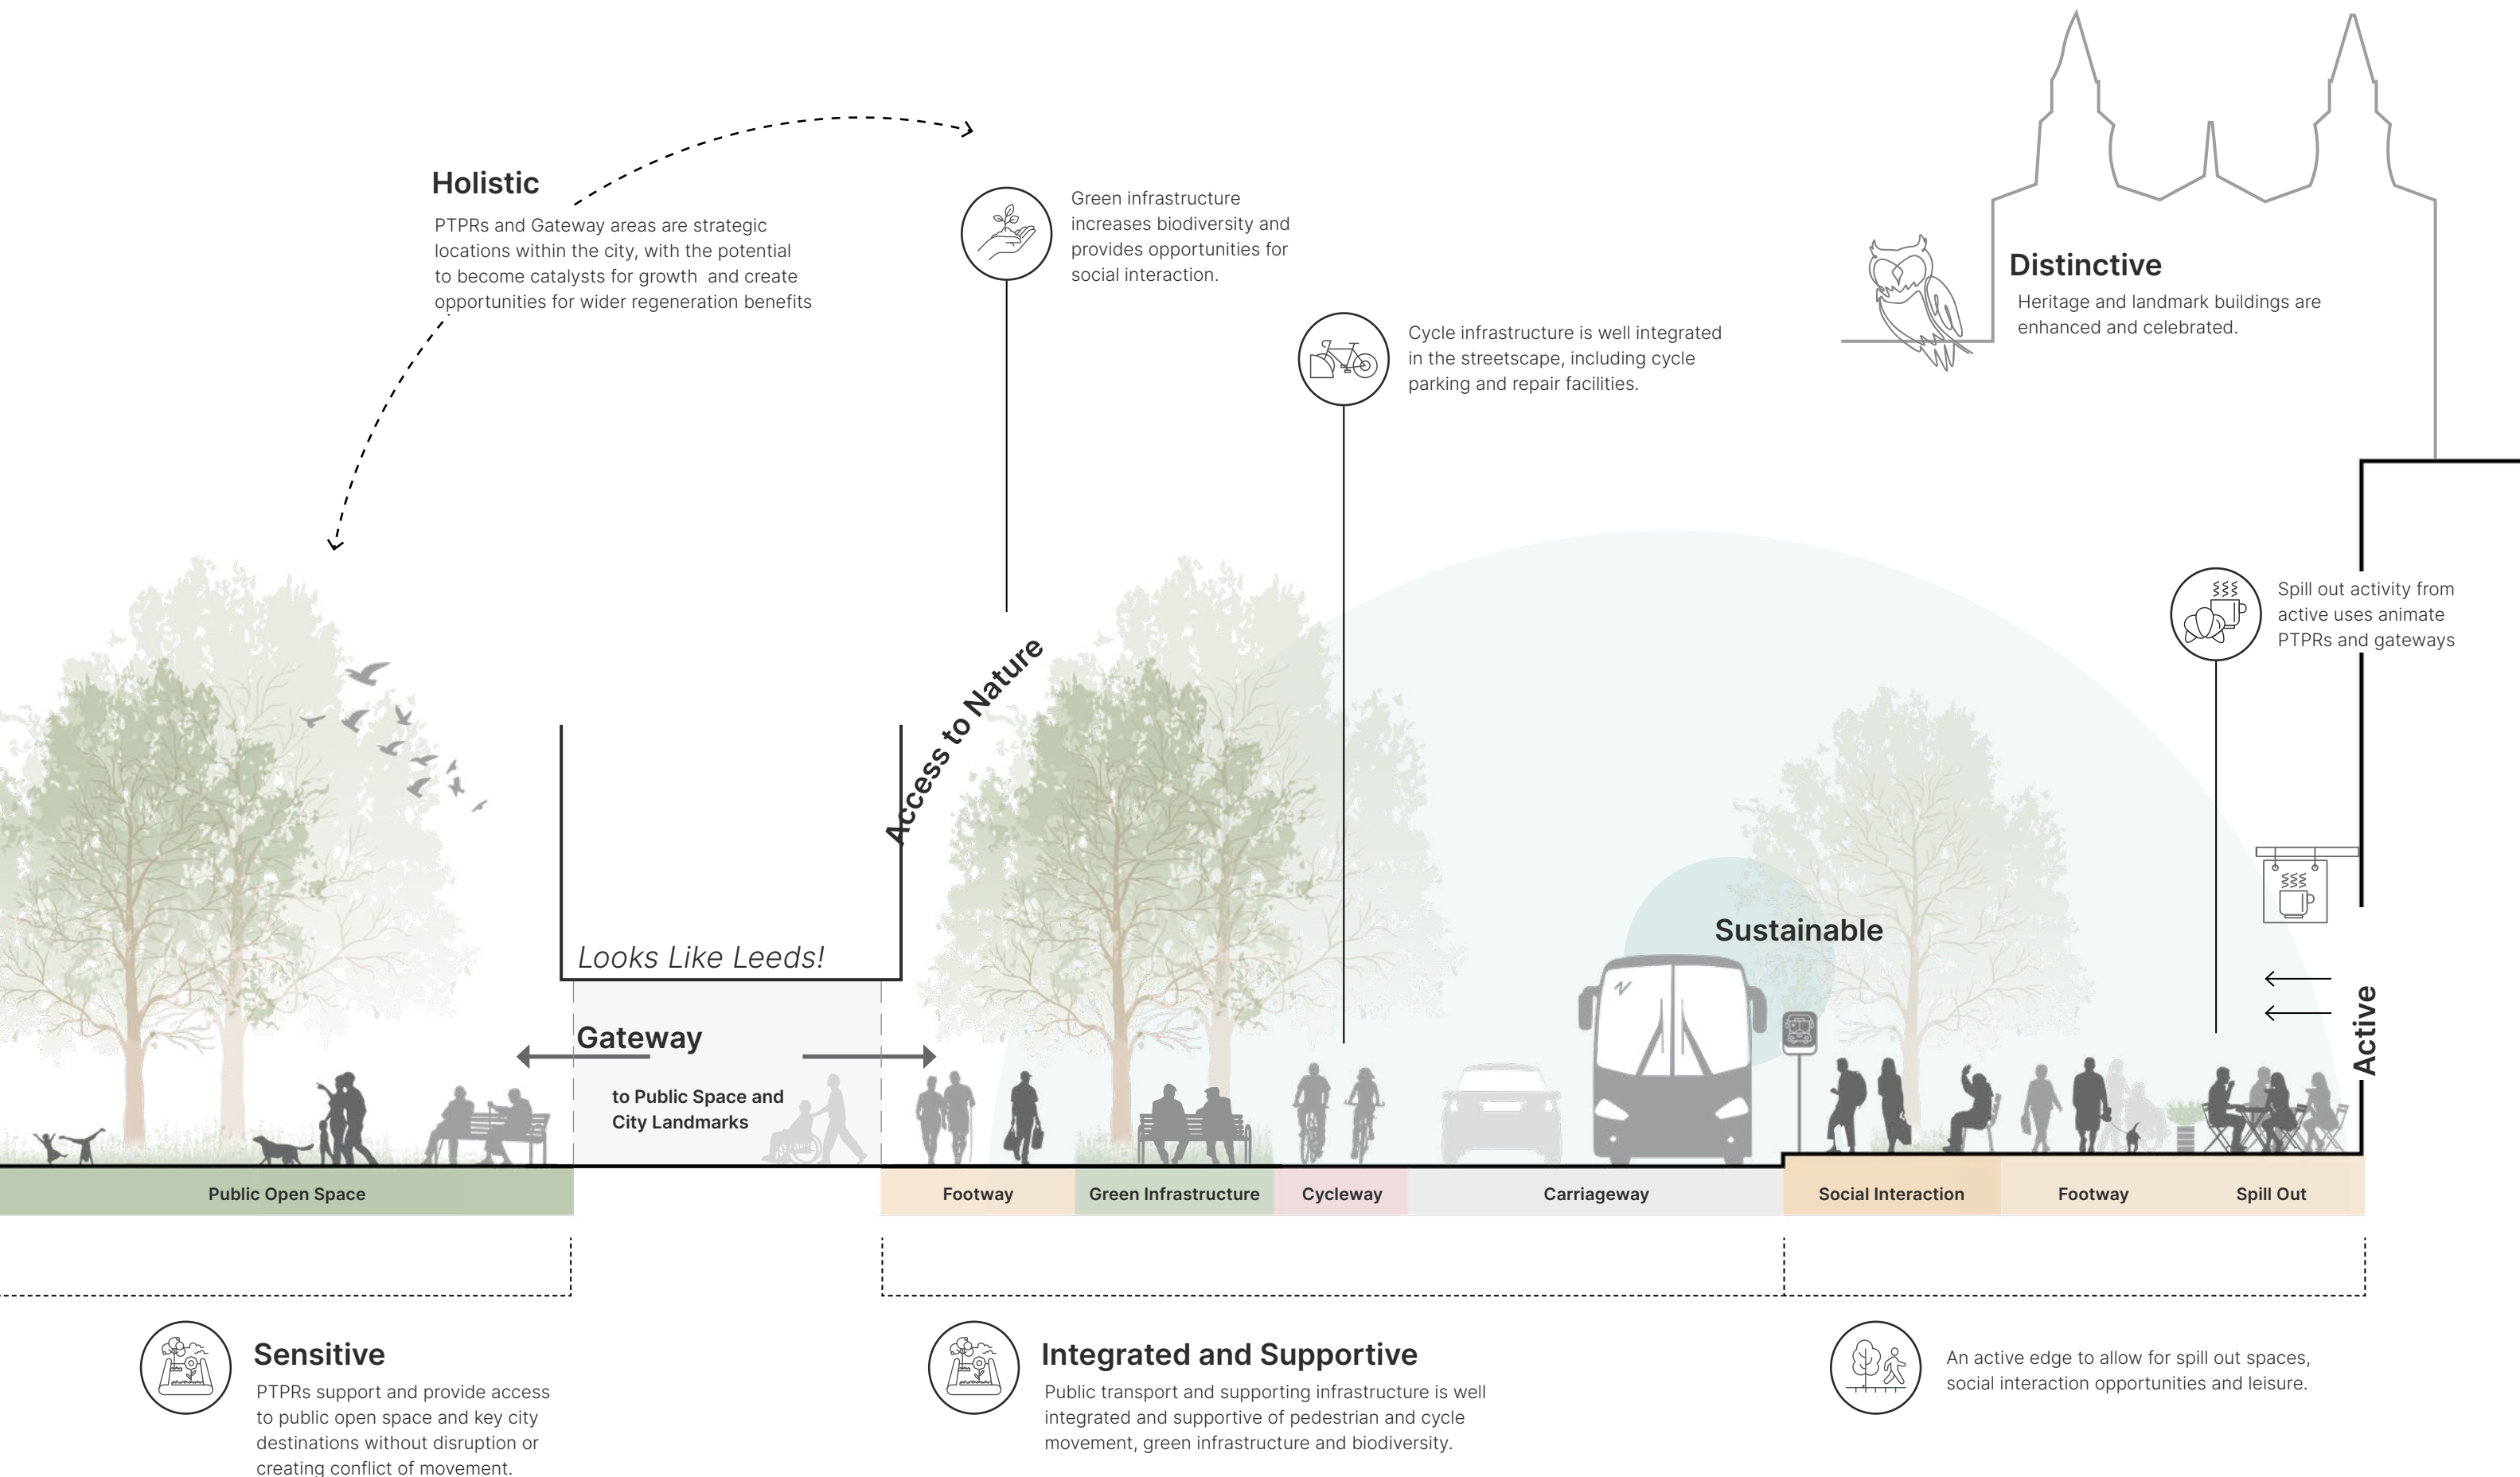 Holistic
PTPRs and Gateway areas are strategic
locations within the city, with the potential
to become catalysts for growth and create
opportunities for wider regeneration benefits
Green infrastructure
increases biodiversity and
provides opportunities for
social interaction.
Cycle infrastructure is well integrated
in the streetscape, including cycle
parking and repair facilities.
Distinctive
Heritage and landmark buildings are
enhanced and celebrated.
Spill out activity from
active uses animate
PTPRs and gateways
Access to Nature
Looks Like Leeds!
Gateway
to Public Space and
City Landmarks
Sustainable
Active
Public Open Space
Footway
Green Infrastructure
Cycleway
Carriageway
Social Interaction
Footway
Spill Out
Sensitive
PTPRs support and provide access
to public open space and key city
destinations without disruption or
creating conflict of movement.
Integrated and Supportive
Public transport and supporting infrastructure is well
integrated and supportive of pedestrian and cycle
movement, green infrastructure and biodiversity.
An active edge to allow for spill out spaces,
social interaction opportunities and leisure.